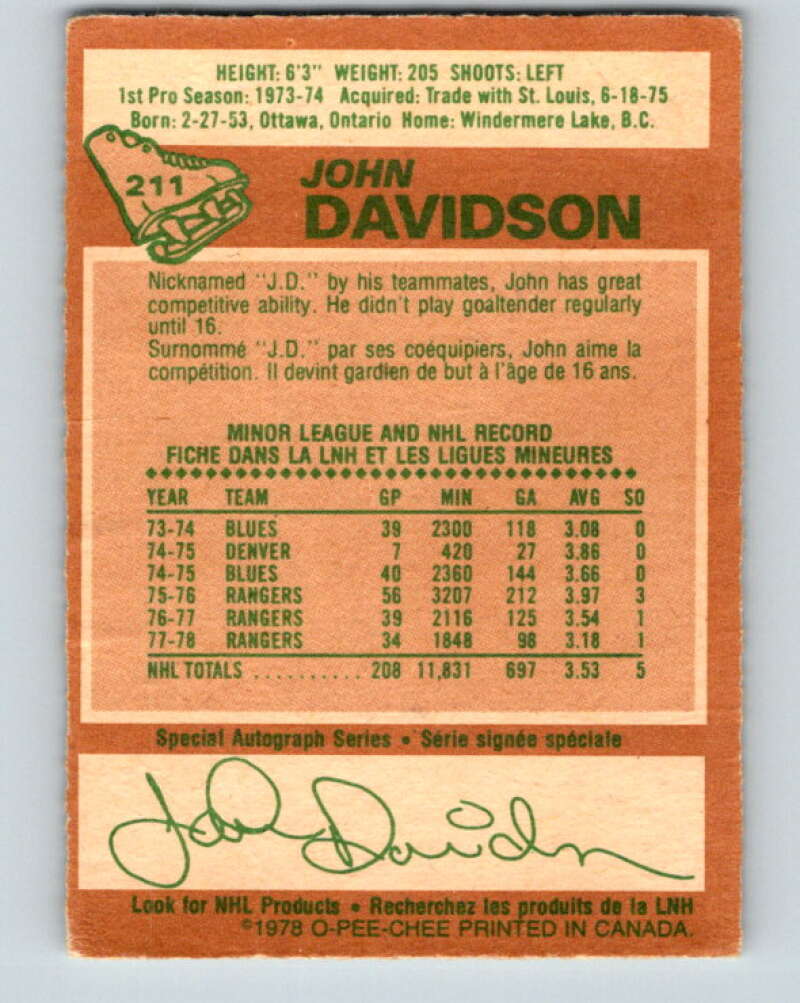 HEIGHT: 6'3" WEIGHT: 205 SHOOTS: LEFT
1st Pro Season: 1973-74 Acquired: Trade with St. Louis, 6-18-75
Born: 2-27-53, Ottawa, Ontario Home: Windermere Lake, B.C.
211
JOHN
DAVIDSON
Nicknamed "J.D." by his teammates, John has great
competitive ability. He didn't play goaltender regularly
until 16.
Surnommé "J.D." par ses coéquipiers, John aime la
compétition. Il devint gardien de but à l'âge de 16 ans.
MINOR LEAGUE AND NHL RECORD
FICHE DANS LA LNH ET LES LIGUES MINEURES
YEAR TEAM GP MIN GA AVG SO
73-74 BLUES 39 2300 118 3.08 0
74-75 DENVER 7 420 27 3.86 0
74-75 BLUES 40 2360 144 3.66 0
75-76 RANGERS 56 3207 212 3.97 3
76-77 RANGERS 39 2116 125 3.54 1
77-78 RANGERS 34 1848 98 3.18 1
NHL TOTALS .......... 208 11,831 697 3.53 5
Special Autograph Series • Série signée spéciale
John Davidson
Look for NHL Products • Recherchez les produits de la LNH
©1978 O-PEE-CHEE PRINTED IN CANADA.